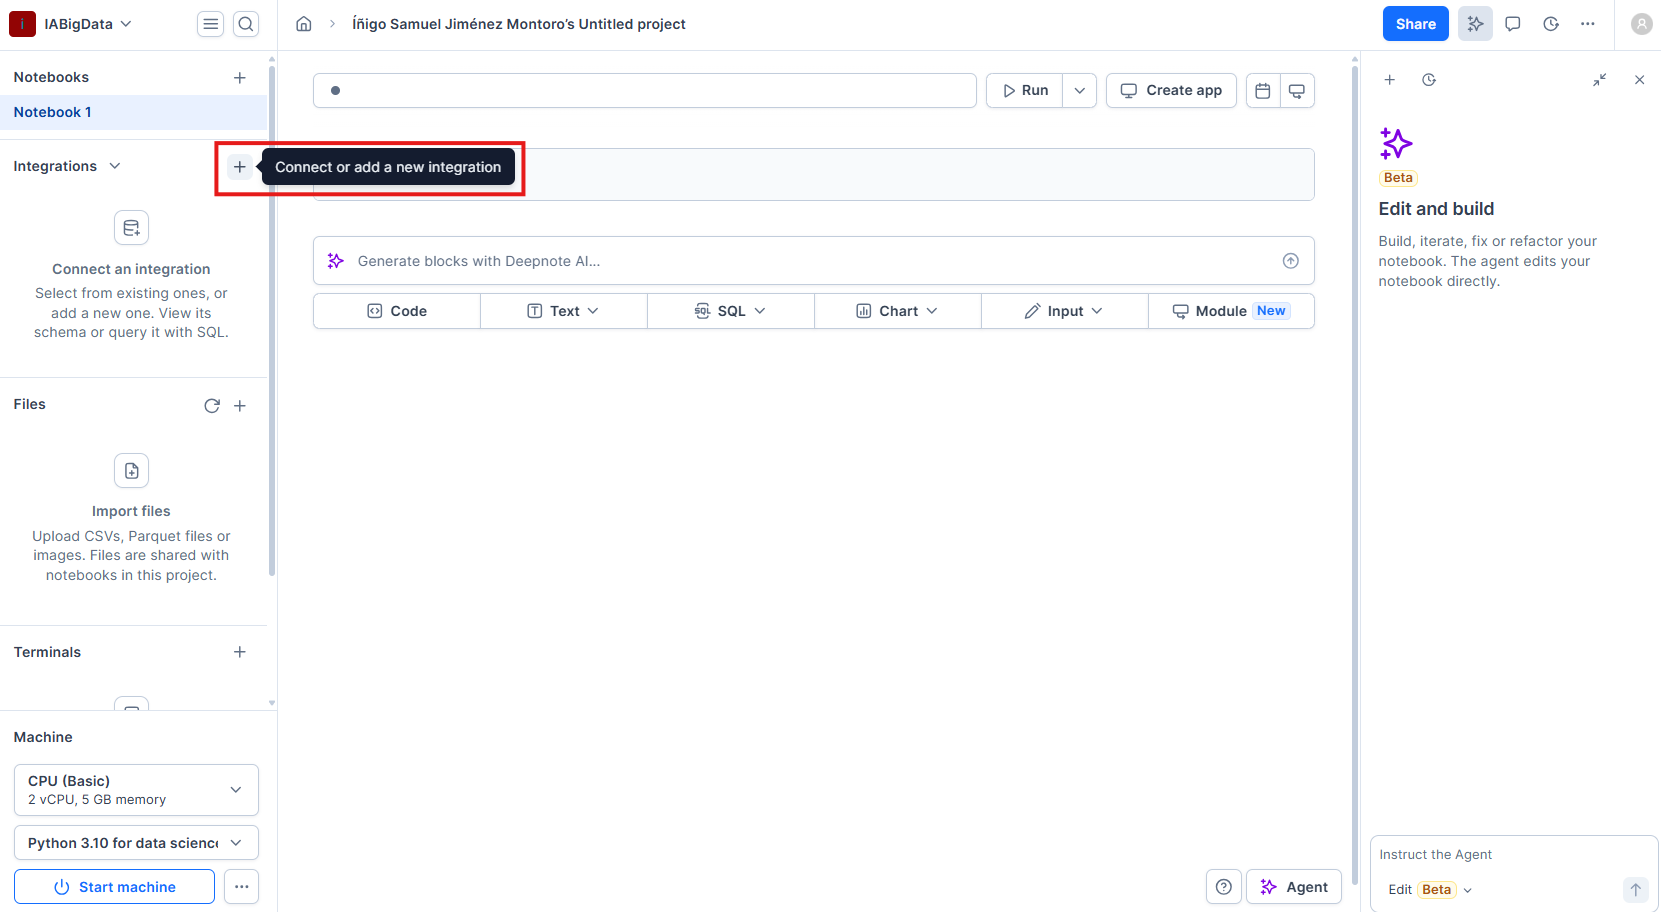 i IABigData
Íñigo Samuel Jiménez Montoro's Untitled project
Share
Notebooks
Notebook 1
Run
Create app
Integrations
Connect or add a new integration
Connect an integration
Select from existing ones, or
add a new one. View its
schema or query it with SQL.
Generate blocks with Deepnote AI...
Code
Text
SQL SQL
Chart
Input
Module New
Files
Import files
Upload CSVs, Parquet files or
images. Files are shared with
notebooks in this project.
Terminals
Machine
CPU (Basic)
2 vCPU, 5 GB memory
Python 3.10 for data science
Start machine
Agent
Beta
Edit and build
Build, iterate, fix or refactor your
notebook. The agent edits your
notebook directly.
Instruct the Agent
Edit Beta